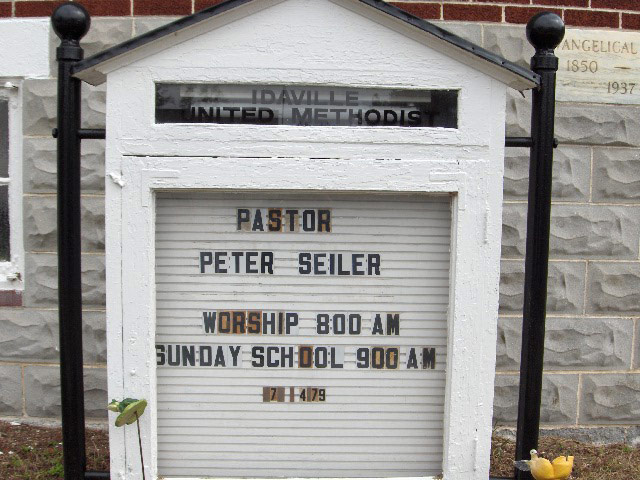 IDAVILLE
UNITED METHODIST
PASTOR
PETER SEILER
WORSHIP 800 AM
SUNDAY SCHOOL 900 AM
ANGELICAL
1850
1937